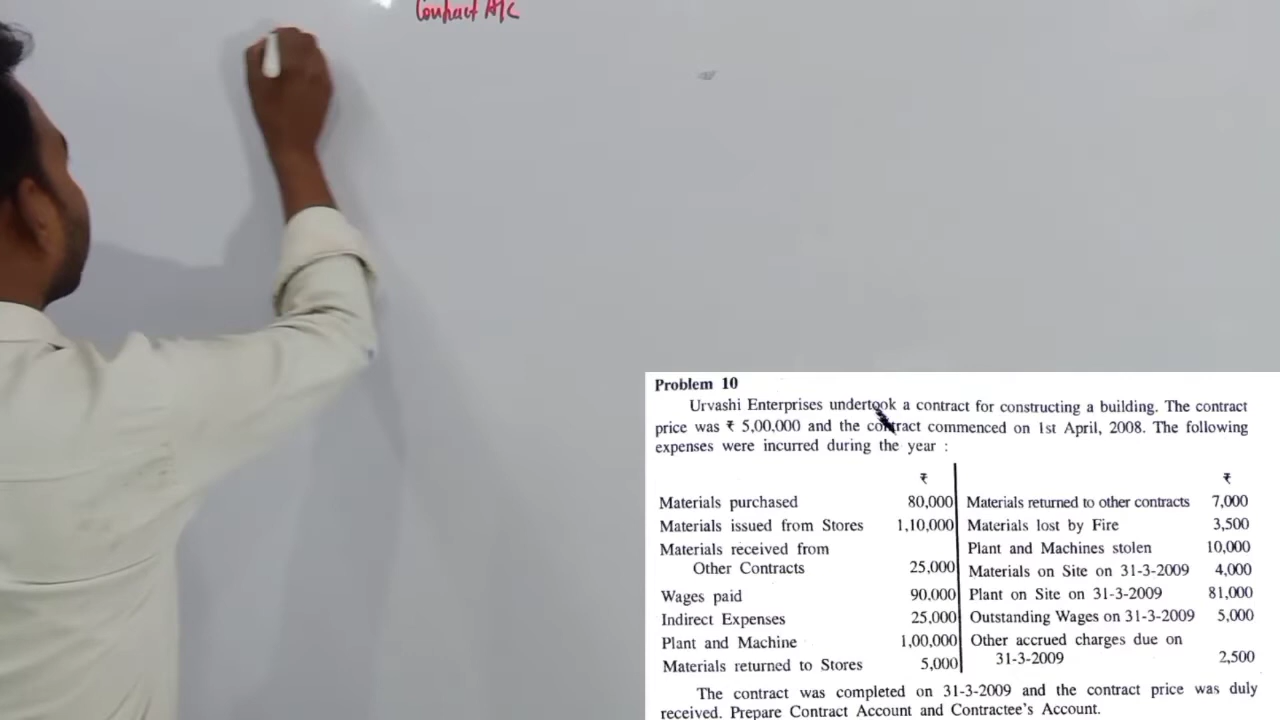 Contract A/c
Problem 10
Urvashi Enterprises undertook a contract for constructing a building. The contract
price was ₹ 5,00,000 and the contract commenced on 1st April, 2008. The following
expenses were incurred during the year :
₹ ₹
Materials purchased 80,000 Materials returned to other contracts 7,000
Materials issued from Stores 1,10,000 Materials lost by Fire 3,500
Materials received from Plant and Machines stolen 10,000
Other Contracts 25,000 Materials on Site on 31-3-2009 4,000
Wages paid 90,000 Plant on Site on 31-3-2009 81,000
Indirect Expenses 25,000 Outstanding Wages on 31-3-2009 5,000
Plant and Machine 1,00,000 Other accrued charges due on
Materials returned to Stores 5,000 31-3-2009 2,500
The contract was completed on 31-3-2009 and the contract price was duly
received. Prepare Contract Account and Contractee's Account.